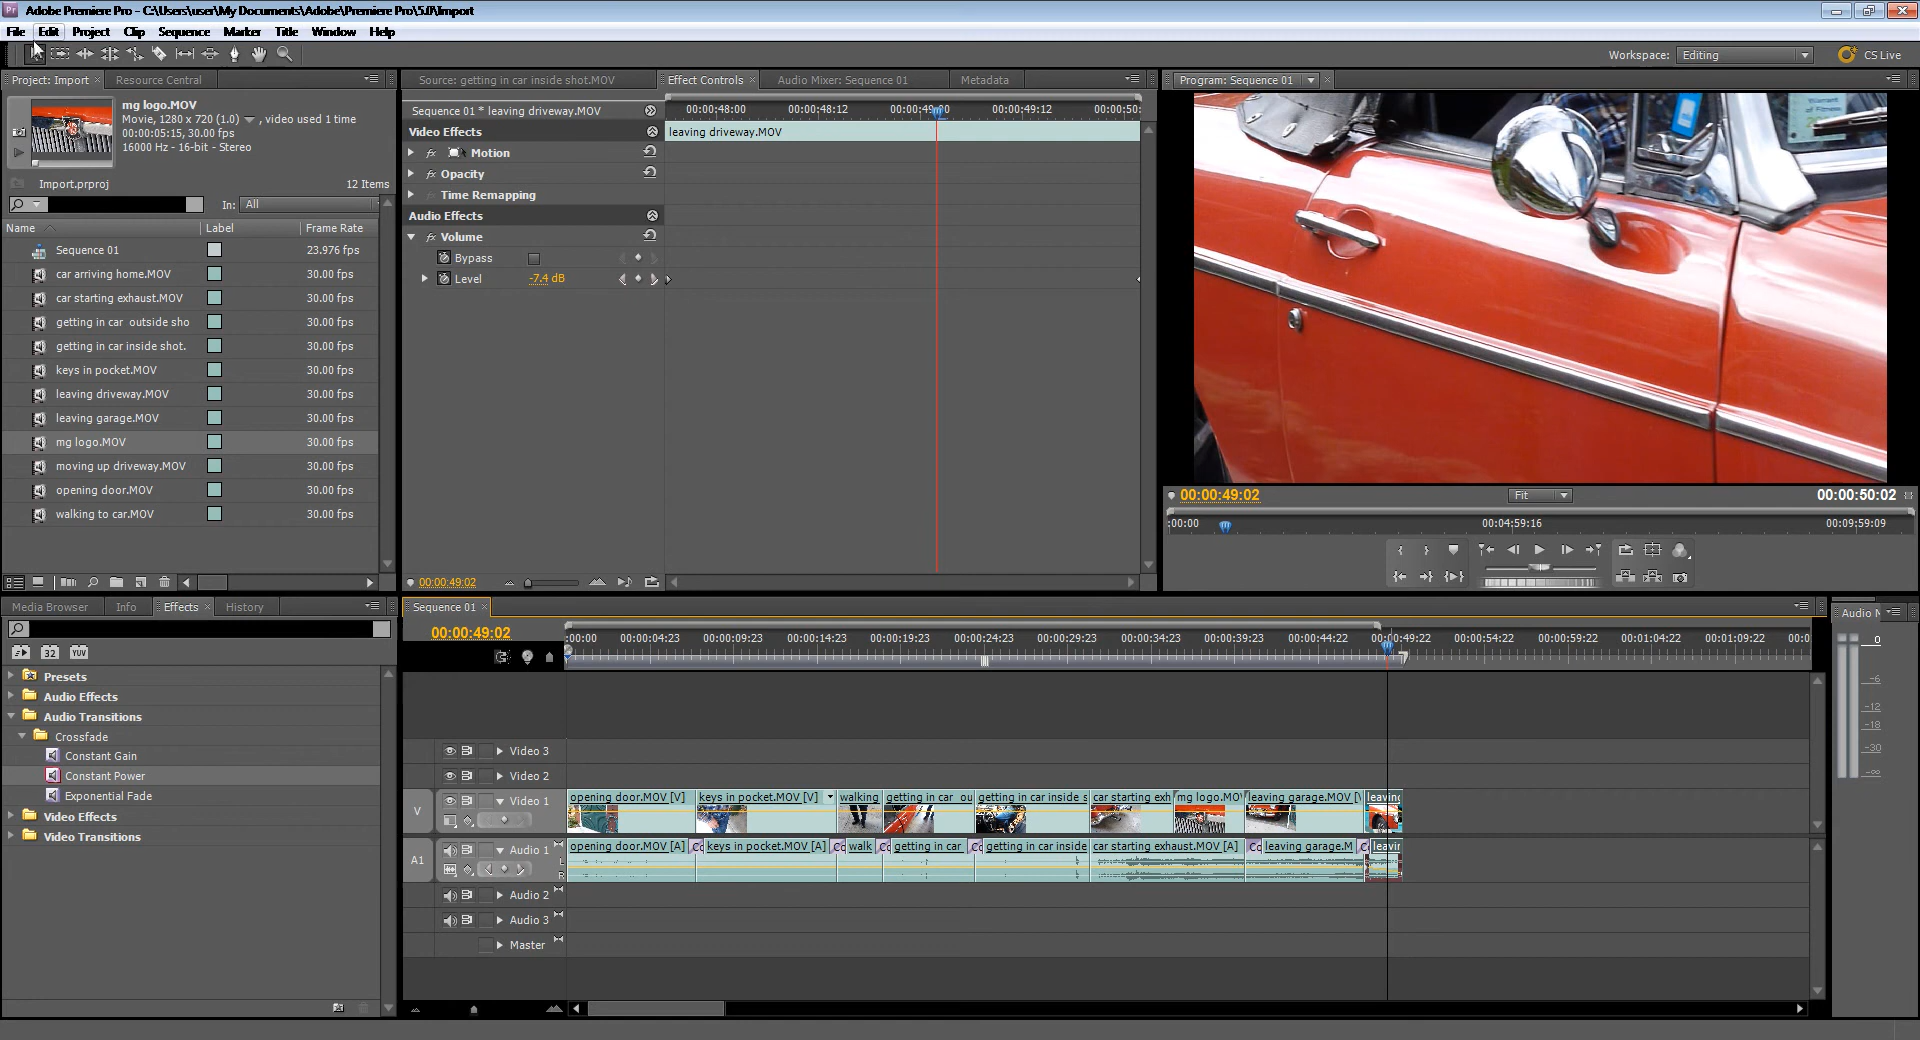 Adobe Premiere Pro - C:\Users\user\My Documents\Adobe\Premiere Pro\5.0\Import
File Edit Project Clip Sequence Marker Title Window Help
Workspace: Editing CS Live
Project: Import × Resource Central
mg logo.MOV
Movie, 1280 x 720 (1.0) , video used 1 time
00:00:05:15, 30.00 fps
16000 Hz - 16-bit - Stereo
Import.prproj 12 Items
In: All
Name Label Frame Rate
Sequence 01 23.976 fps
car arriving home.MOV 30.00 fps
car starting exhaust.MOV 30.00 fps
getting in car outside sho 30.00 fps
getting in car inside shot. 30.00 fps
keys in pocket.MOV 30.00 fps
leaving driveway.MOV 30.00 fps
leaving garage.MOV 30.00 fps
mg logo.MOV 30.00 fps
moving up driveway.MOV 30.00 fps
opening door.MOV 30.00 fps
walking to car.MOV 30.00 fps
Source: getting in car inside shot.MOV Effect Controls × Audio Mixer: Sequence 01 Metadata
Sequence 01 * leaving driveway.MOV
00:00:48:00 00:00:48:12 00:00:49:00 00:00:49:12 00:00:50:
Video Effects
leaving driveway.MOV
fx Motion
fx Opacity
Time Remapping
Audio Effects
fx Volume
Bypass
Level -7.4 dB
00:00:49:02
Program: Sequence 01
00:00:49:02 Fit 00:00:50:02
:00:00 00:04:59:16 00:09:59:09
Media Browser Info Effects × History
32 YUV
Presets
Audio Effects
Audio Transitions
Crossfade
Constant Gain
Constant Power
Exponential Fade
Video Effects
Video Transitions
Sequence 01 ×
00:00:49:02
:00:00 00:00:04:23 00:00:09:23 00:00:14:23 00:00:19:23 00:00:24:23 00:00:29:23 00:00:34:23 00:00:39:23 00:00:44:22 00:00:49:22 00:00:54:22 00:00:59:22 00:01:04:22 00:01:09:22 00:0
Video 3
Video 2
V Video 1
opening door.MOV [V] keys in pocket.MOV [V] walking getting in car ou getting in car inside s car starting exh mg logo.MOV leaving garage.MOV [V leaving
A1 Audio 1 L R
opening door.MOV [A] Co keys in pocket.MOV [A] Co walk Co getting in car Co getting in car inside car starting exhaust.MOV [A] Co leaving garage.M C leavin
Audio 2
Audio 3
Master
Audio M
0
-6
-12
-18
-30
-∞